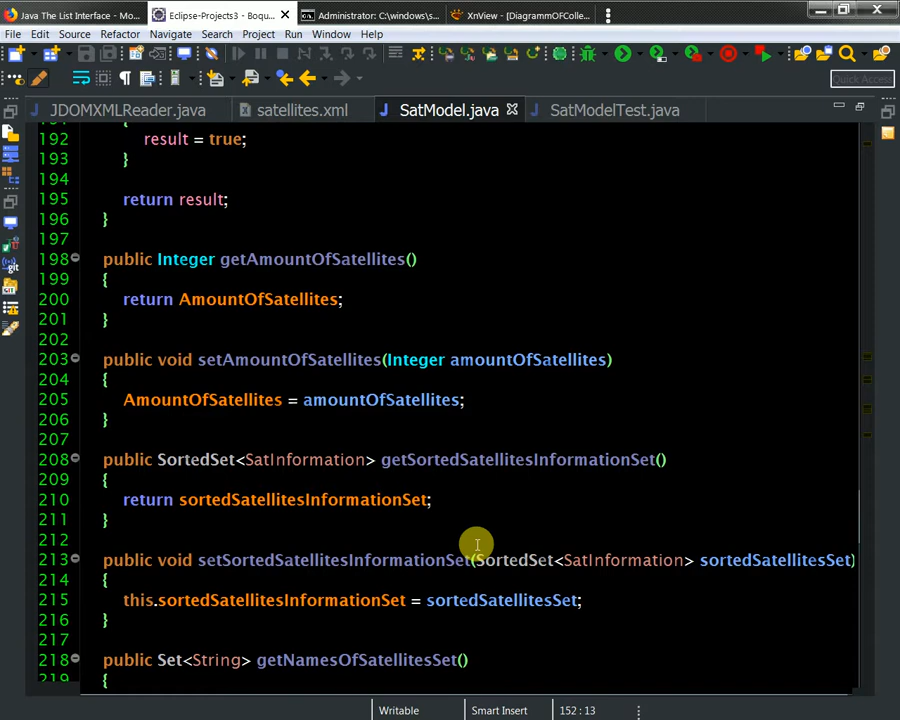 Java The List Interface - Mo...
Eclipse-Projects3 - Boqu...
Administrator: C:\windows\s...
XnView - [DiagrammOfColle...
File Edit Source Refactor Navigate Search Project Run Window Help
Quick Access
JDOMXMLReader.java satellites.xml SatModel.java SatModelTest.java
191 {
192 result = true;
193 }
194
195 return result;
196 }
197
198 public Integer getAmountOfSatellites()
199 {
200 return AmountOfSatellites;
201 }
202
203 public void setAmountOfSatellites(Integer amountOfSatellites)
204 {
205 AmountOfSatellites = amountOfSatellites;
206 }
207
208 public SortedSet<SatInformation> getSortedSatellitesInformationSet()
209 {
210 return sortedSatellitesInformationSet;
211 }
212
213 public void setSortedSatellitesInformationSet(SortedSet<SatInformation> sortedSatellitesSet)
214 {
215 this.sortedSatellitesInformationSet = sortedSatellitesSet;
216 }
217
218 public Set<String> getNamesOfSatellitesSet()
219 {
Writable Smart Insert 152 : 13